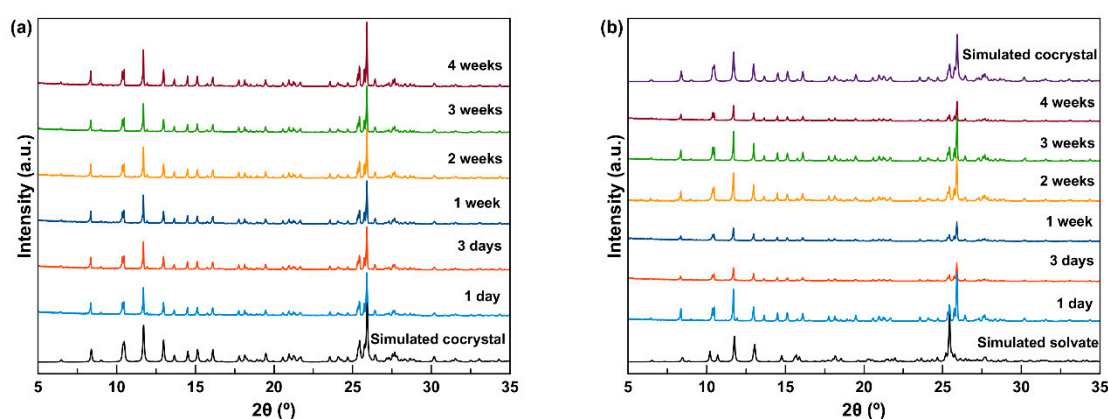 (a)
4 weeks
3 weeks
2 weeks
1 week
3 days
1 day
Simulated cocrystal
Intensity (a.u.)
5 10 15 20 25 30 35
2θ (º)
(b)
Simulated cocrystal
4 weeks
3 weeks
2 weeks
1 week
3 days
1 day
Simulated solvate
Intensity (a.u.)
5 10 15 20 25 30 35
2θ (º)